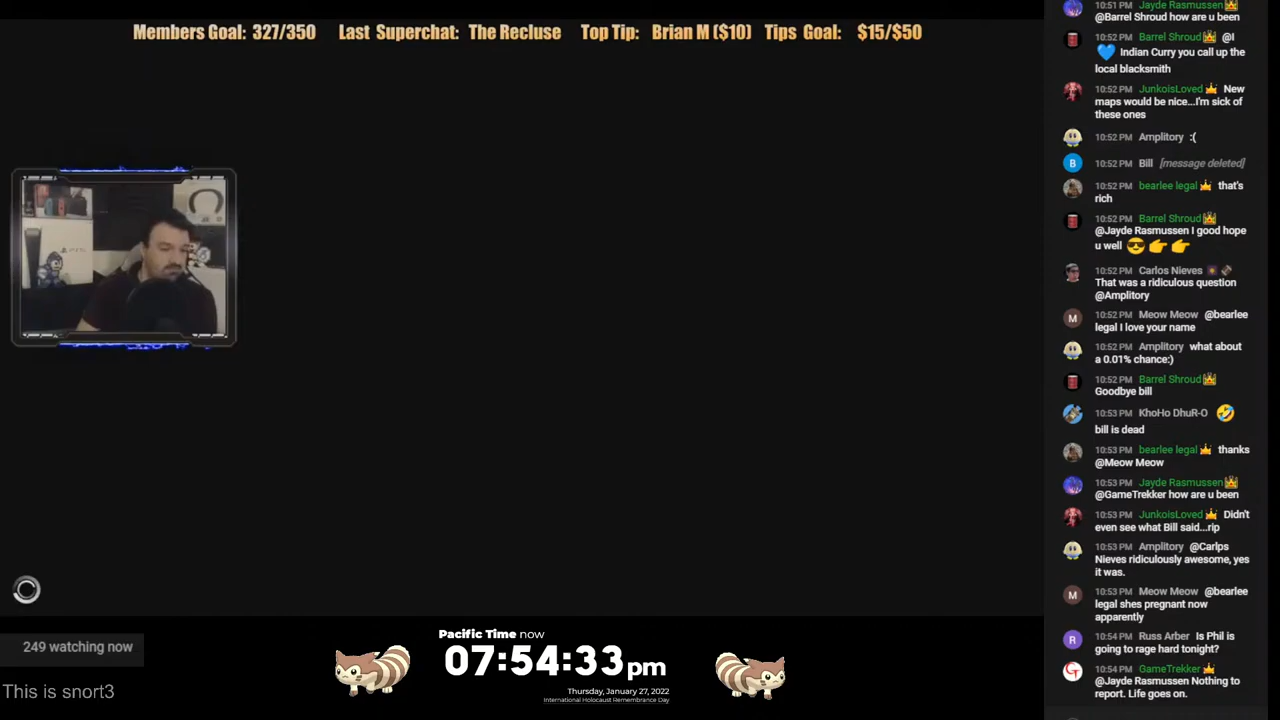 Members Goal: 327/350 Last Superchat: The Recluse Top Tip: Brian M ($10) Tips Goal: $15/$50
249 watching now
This is snort3
Pacific Time now
07:54:33pm
Thursday, January 27, 2022
International Holocaust Remembrance Day
10:51 PM Jayde Rasmussen
@Barrel Shroud how are u been
10:52 PM Barrel Shroud @I
Indian Curry you call up the
local blacksmith
10:52 PM JunkoisLoved New
maps would be nice...I'm sick of
these ones
10:52 PM Amplitory :(
B
10:52 PM Bill [message deleted]
10:52 PM bearlee legal that's
rich
10:52 PM Barrel Shroud
@Jayde Rasmussen I good hope
u well
10:52 PM Carlos Nieves
That was a ridiculous question
@Amplitory
M
10:52 PM Meow Meow @bearlee
legal I love your name
10:52 PM Amplitory what about
a 0.01% chance:)
10:52 PM Barrel Shroud
Goodbye bill
10:53 PM KhoHo DhuR-O
bill is dead
10:53 PM bearlee legal thanks
@Meow Meow
10:53 PM Jayde Rasmussen
@GameTrekker how are u been
10:53 PM JunkoisLoved Didn't
even see what Bill said...rip
10:53 PM Amplitory @Carlps
Nieves ridiculously awesome, yes
it was.
M
10:53 PM Meow Meow @bearlee
legal shes pregnant now
apparently
R
10:54 PM Russ Arber Is Phil is
going to rage hard tonight?
10:54 PM GameTrekker
@Jayde Rasmussen Nothing to
report. Life goes on.